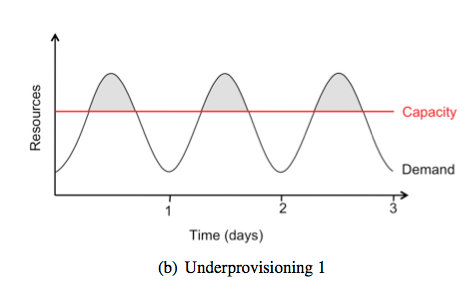 Resources
Capacity
Demand
1
2
3
Time (days)
(b) Underprovisioning 1